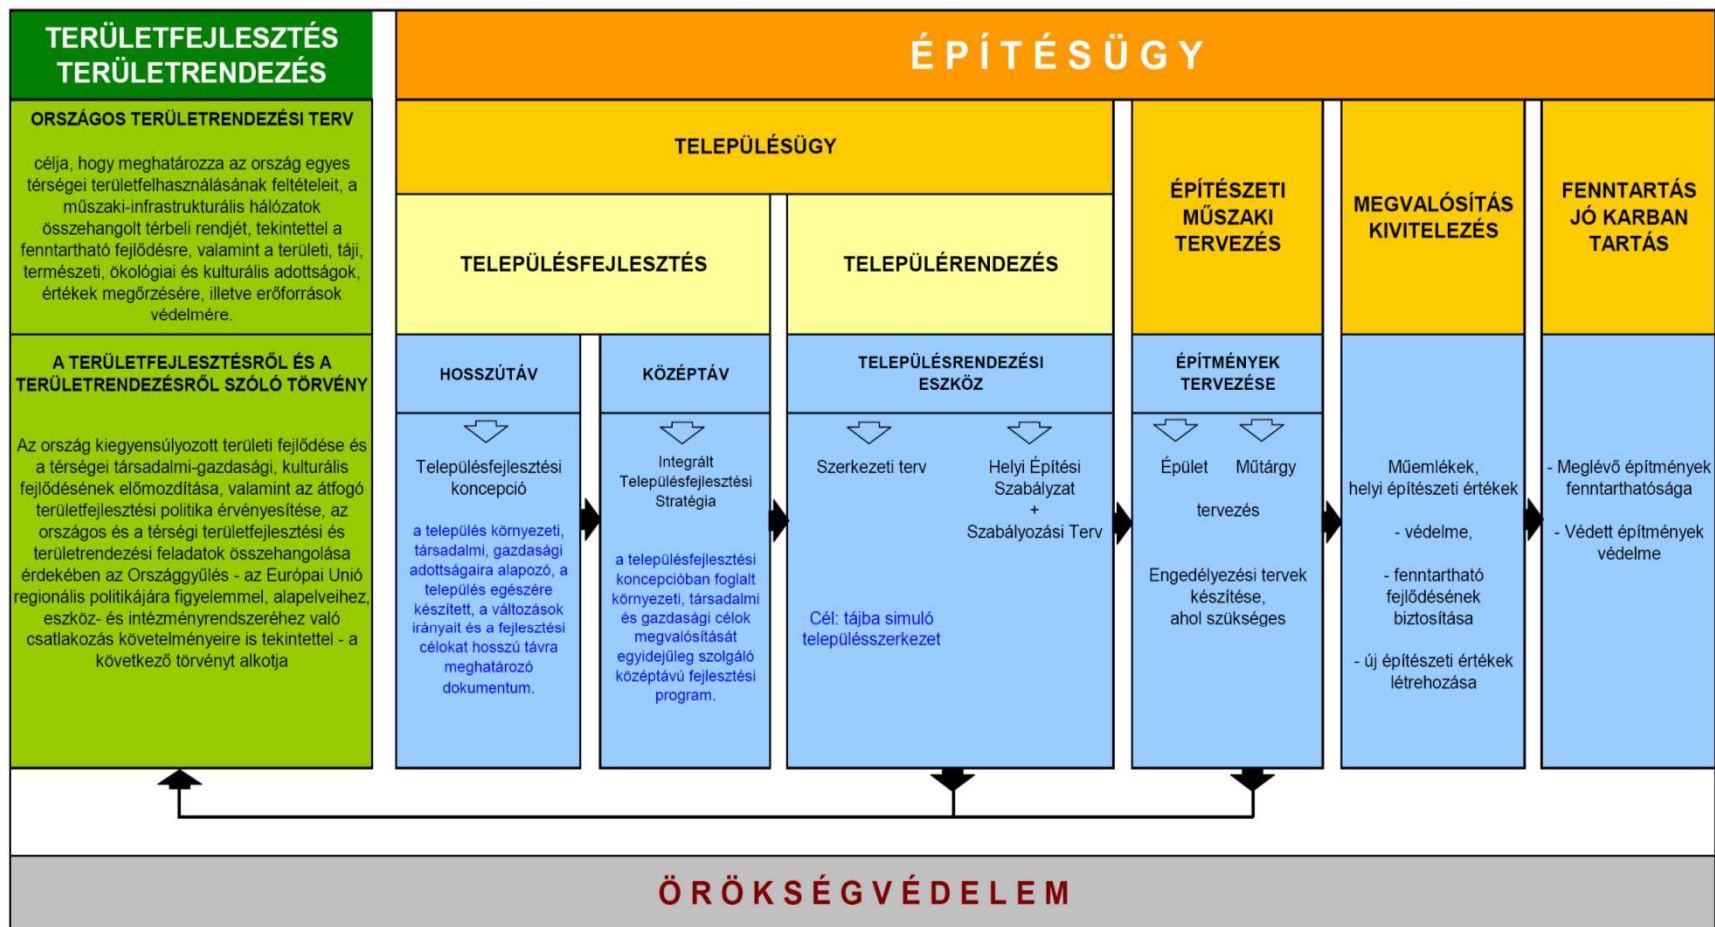 TERÜLETFEJLESZTÉS
TERÜLETRENDEZÉS
ORSZÁGOS TERÜLETRENDEZÉSI TERV
célja, hogy meghatározza az ország egyes
térségei területfelhasználásának feltételeit, a
műszaki-infrastrukturális hálózatok
összehangolt térbeli rendjét, tekintettel a
fenntartható fejlődésre, valamint a területi, táji,
természeti, ökológiai és kulturális adottságok,
értékek megőrzésére, illetve erőforrások
védelmére.
A TERÜLETFEJLESZTÉSRŐL ÉS A
TERÜLETRENDEZÉSRŐL SZÓLÓ TÖRVÉNY
Az ország kiegyensúlyozott területi fejlődése és
a térségei társadalmi-gazdasági, kulturális
fejlődésének előmozdítása, valamint az átfogó
területfejlesztési politika érvényesítése, az
országos és a térségi területfejlesztési és
területrendezési feladatok összehangolása
érdekében az Országgyűlés - az Európai Unió
regionális politikájára figyelemmel, alapelveihez,
eszköz- és intézményrendszeréhez való
csatlakozás követelményeire is tekintettel - a
következő törvényt alkotja
ÉPÍTÉSÜGY
TELEPÜLÉSÜGY
TELEPÜLÉSFEJLESZTÉS
HOSSZÚTÁV
Településfejlesztési
koncepció
a település környezeti,
társadalmi, gazdasági
adottságaira alapozó, a
település egészére
készített, a változások
irányait és a fejlesztési
célokat hosszú távra
meghatározó
dokumentum.
KÖZÉPTÁV
Integrált
Településfejlesztési
Stratégia
a településfejlesztési
koncepcióban foglalt
környezeti, társadalmi
és gazdasági célok
megvalósítását
egyidejűleg szolgáló
középtávú fejlesztési
program.
TELEPÜLÉRENDEZÉS
TELEPÜLÉSRENDEZÉSI
ESZKÖZ
Szerkezeti terv
Cél: tájba simuló
településszerkezet
Helyi Építési
Szabályzat
+
Szabályozási Terv
ÉPÍTÉSZETI
MŰSZAKI
TERVEZÉS
ÉPÍTMÉNYEK
TERVEZÉSE
Épület Műtárgy
tervezés
Engedélyezési tervek
készítése,
ahol szükséges
MEGVALÓSÍTÁS
KIVITELEZÉS
Műemlékek,
helyi építészeti értékek
- védelme,
- fenntartható
fejlődésének
biztosítása
- új építészeti értékek
létrehozása
FENNTARTÁS
JÓ KARBAN
TARTÁS
- Meglévő építmények
fenntarthatósága
- Védett építmények
védelme
ÖRÖKSÉGVÉDELEM